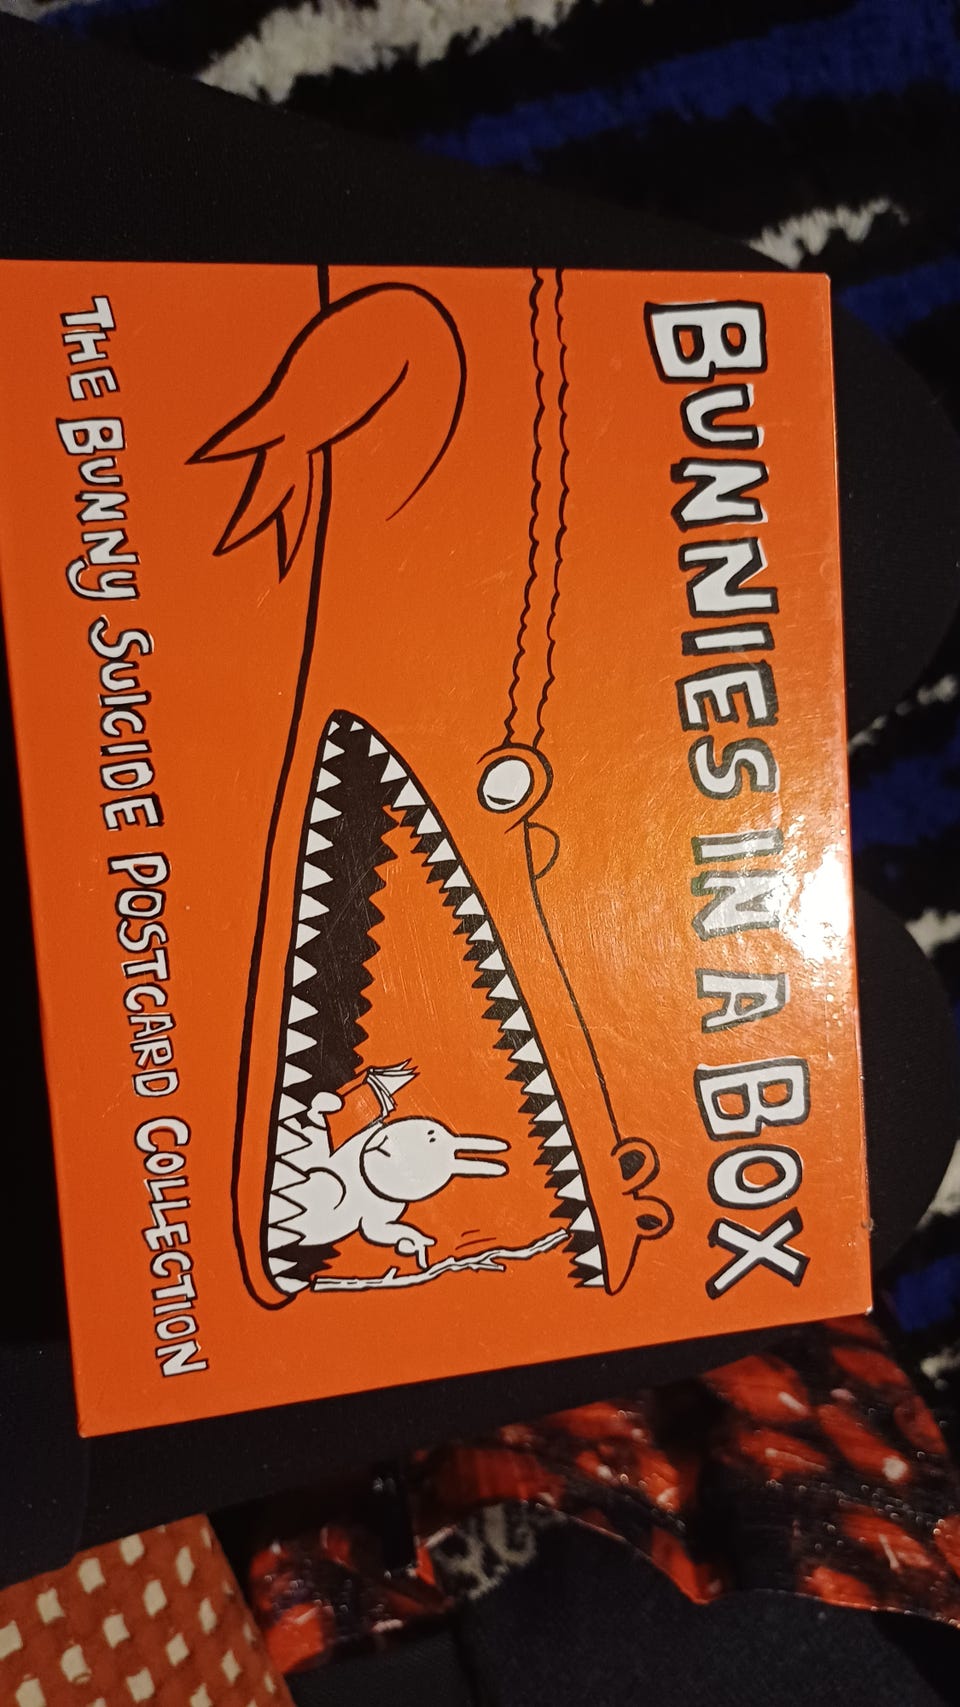 BUNNIES IN A BOX
THE BUNNY SUICIDE POSTCARD COLLECTION